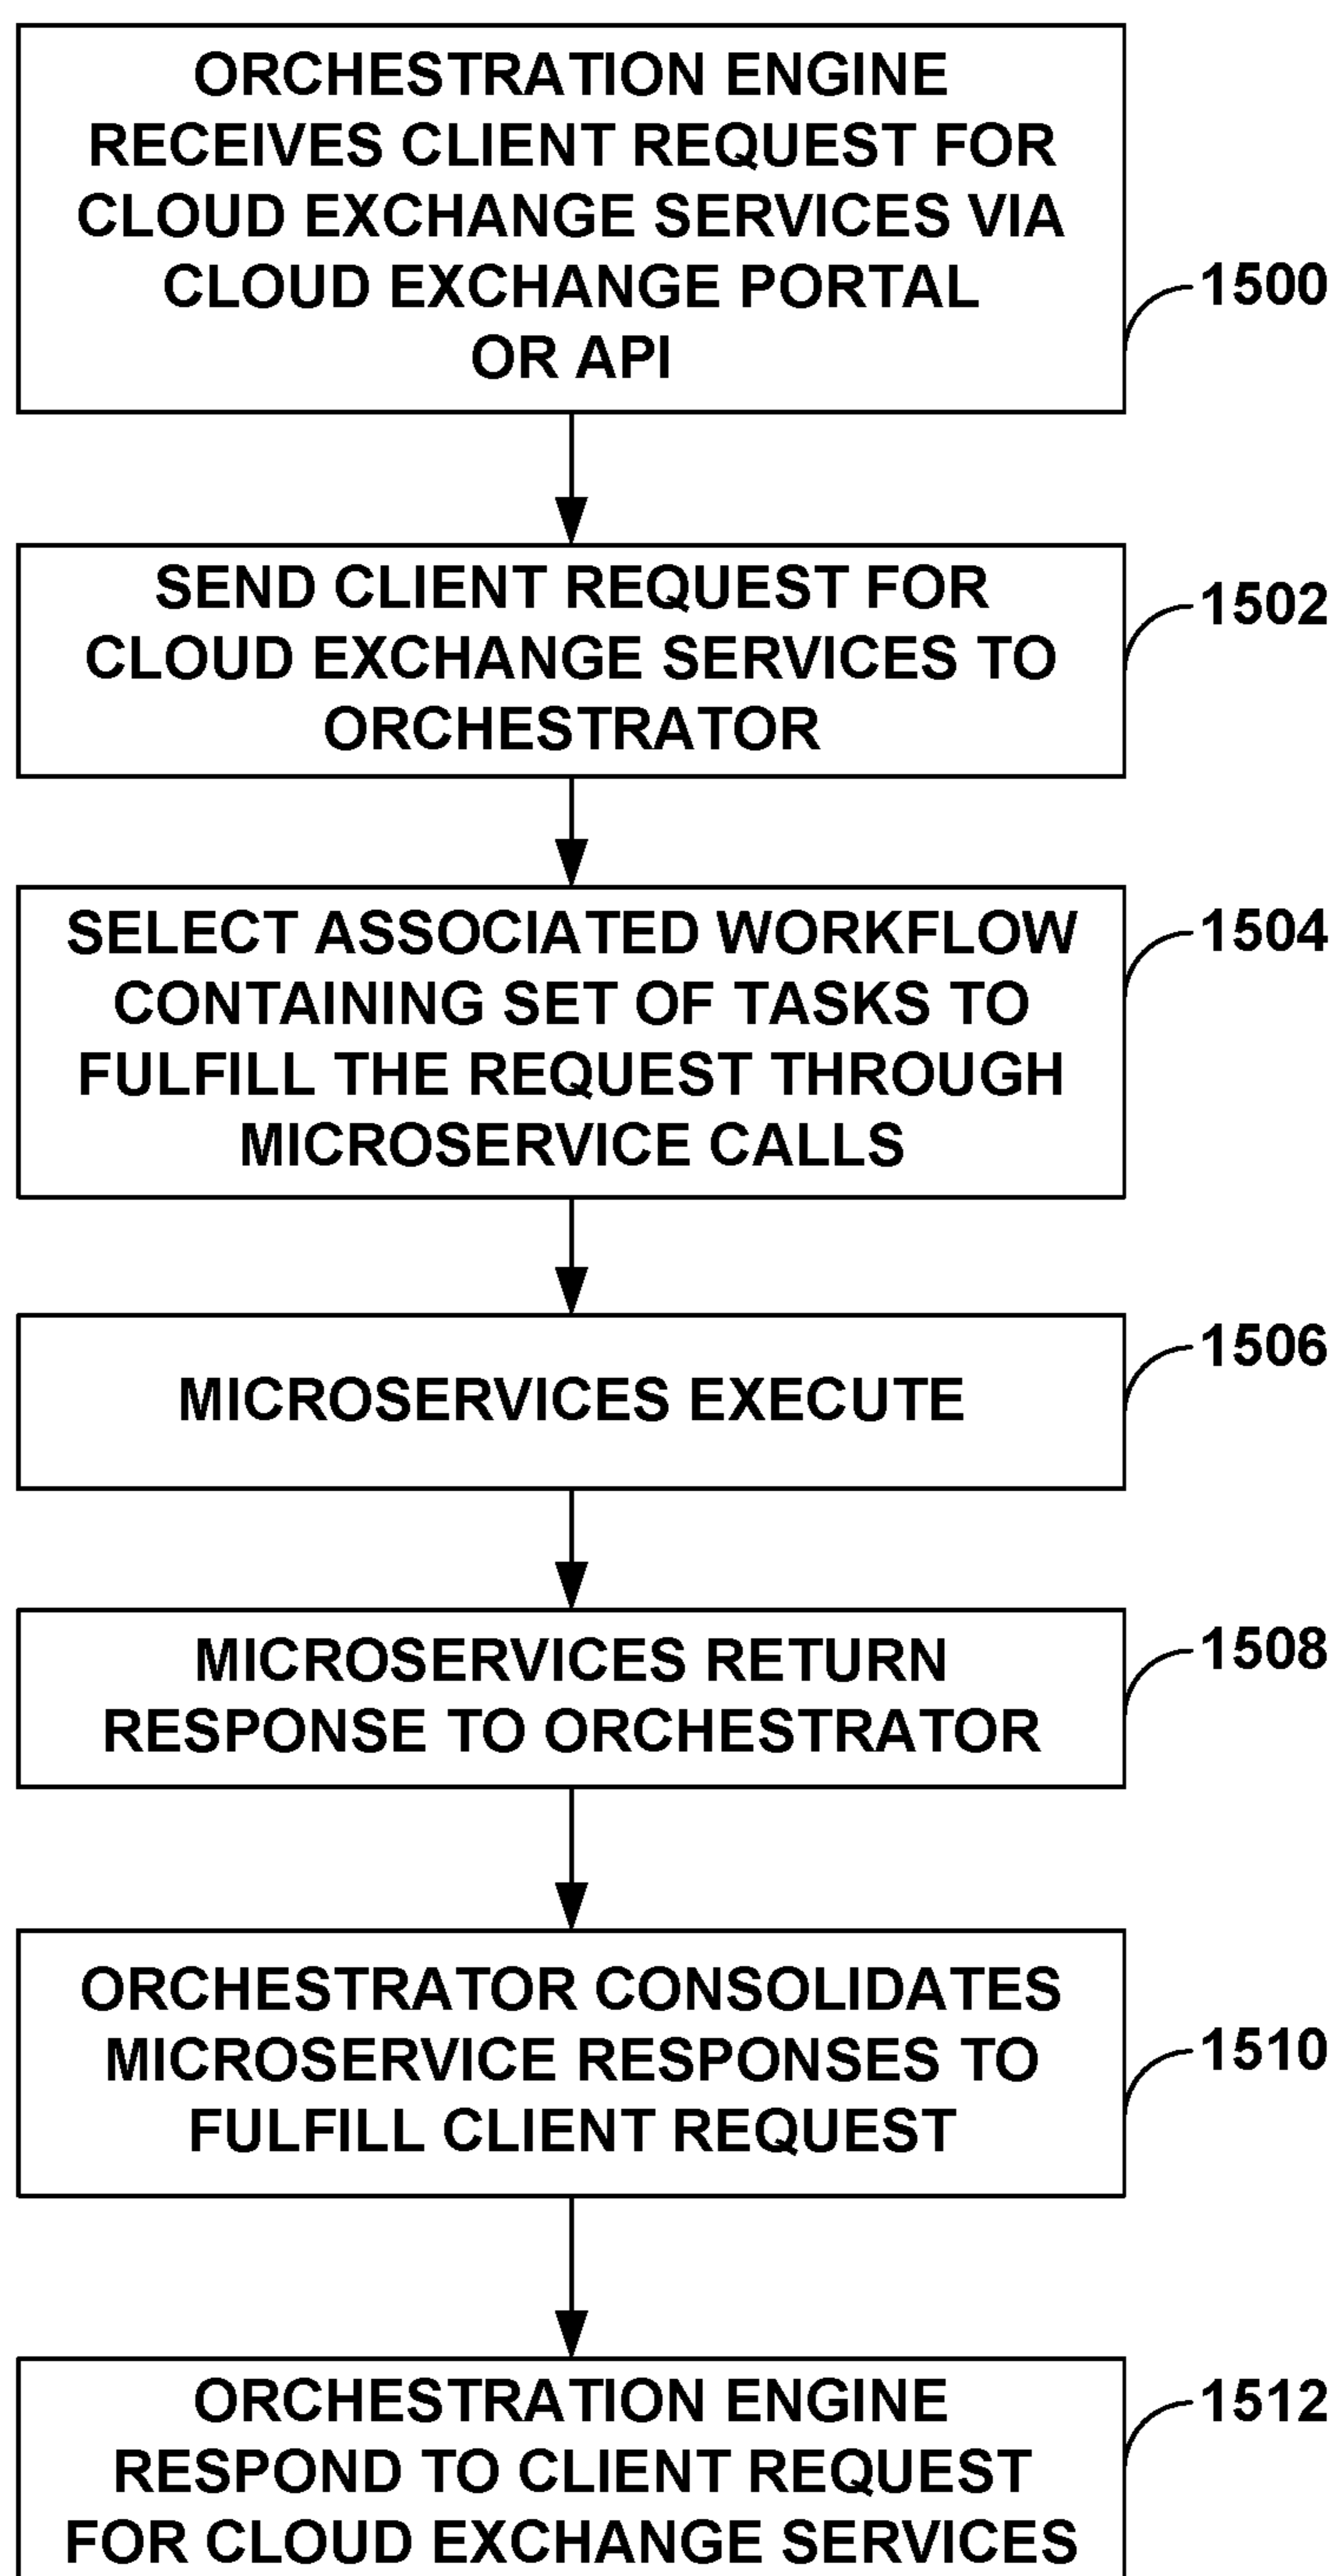 ORCHESTRATION ENGINE
RECEIVES CLIENT REQUEST FOR
CLOUD EXCHANGE SERVICES VIA
CLOUD EXCHANGE PORTAL
OR API
1500
SEND CLIENT REQUEST FOR
CLOUD EXCHANGE SERVICES TO
ORCHESTRATOR
1502
SELECT ASSOCIATED WORKFLOW
CONTAINING SET OF TASKS TO
FULFILL THE REQUEST THROUGH
MICROSERVICE CALLS
1504
MICROSERVICES EXECUTE
1506
MICROSERVICES RETURN
RESPONSE TO ORCHESTRATOR
1508
ORCHESTRATOR CONSOLIDATES
MICROSERVICE RESPONSES TO
FULFILL CLIENT REQUEST
1510
ORCHESTRATION ENGINE
RESPOND TO CLIENT REQUEST
FOR CLOUD EXCHANGE SERVICES
1512